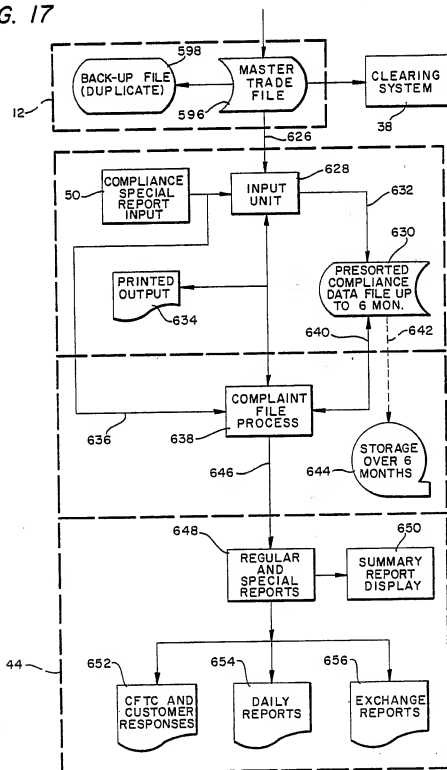 G. 17
598
BACK-UP FILE
(DUPLICATE)
MASTER
TRADE
FILE
CLEARING
SYSTEM
12
596
38
626
COMPLIANCE
SPECIAL
REPORT
INPUT
50
628
INPUT
UNIT
632
630
PRESORTED
COMPLIANCE
DATA FILE UP
TO 6 MON.
PRINTED
OUTPUT
634
640
642
COMPLAINT
FILE
PROCESS
636
638
646
STORAGE
OVER 6
MONTHS
644
648
REGULAR
AND
SPECIAL
REPORTS
650
SUMMARY
REPORT
DISPLAY
44
652
CFTC AND
CUSTOMER
RESPONSES
654
DAILY
REPORTS
656
EXCHANGE
REPORTS